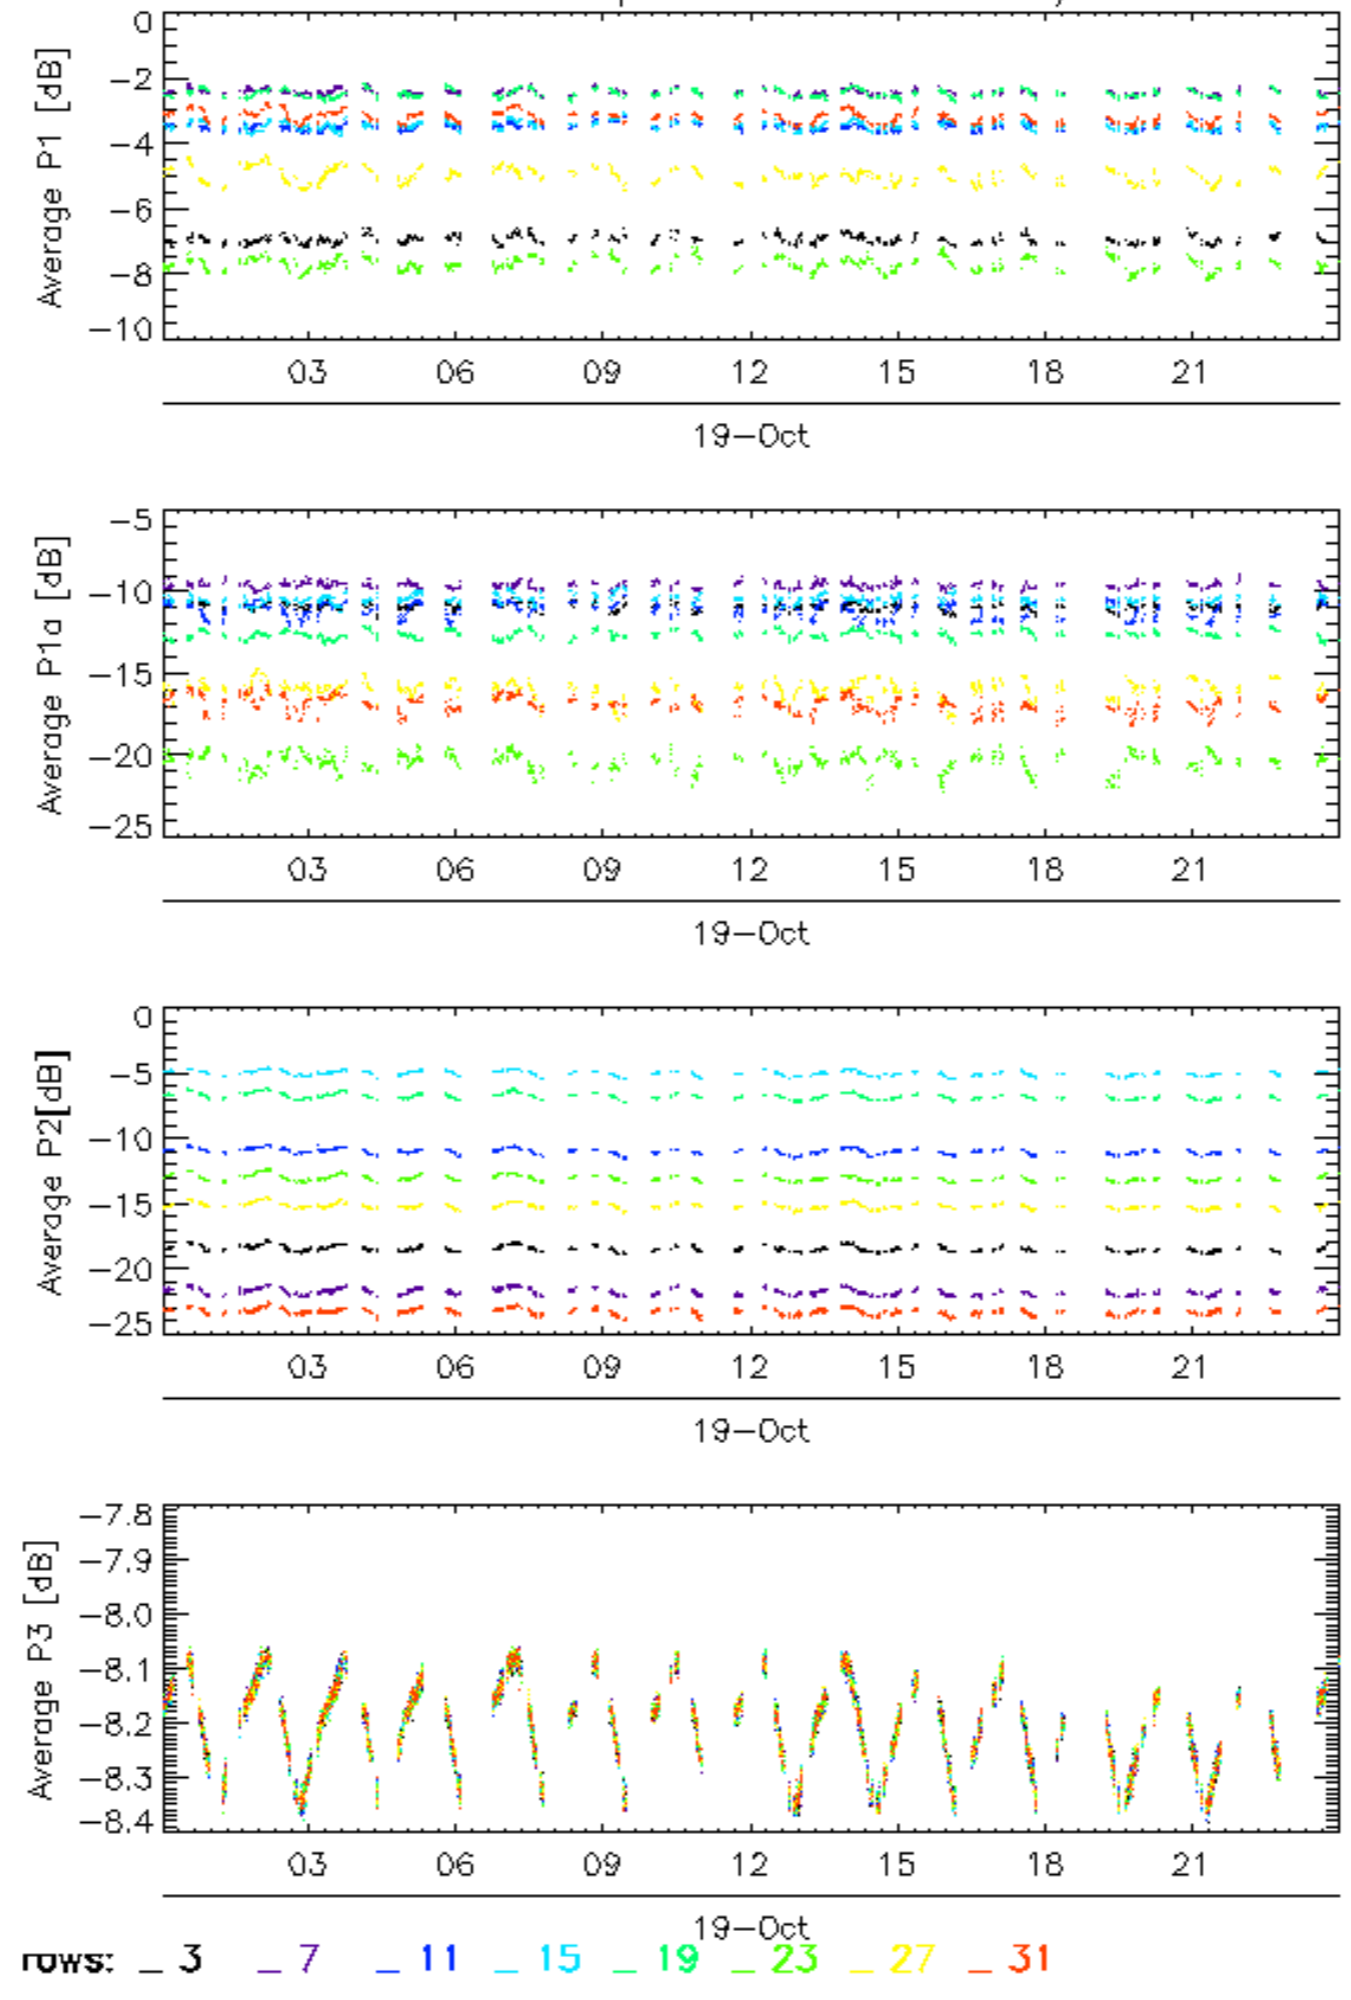 0
-2
-4
-6
-8
-10
Average P1 [dB]
03 06 09 12 15 18 21
19-Oct
-5
-10
-15
-20
-25
Average P1a [dB]
03 06 09 12 15 18 21
19-Oct
0
-5
-10
-15
-20
-25
Average P2[dB]
03 06 09 12 15 18 21
19-Oct
-7.8
-7.9
-8.0
-8.1
-8.2
-8.3
-8.4
Average P3 [dB]
03 06 09 12 15 18 21
19-Oct
rows: _ 3 _ 7 _ 11 _ 15 _ 19 _ 23 _ 27 _ 31